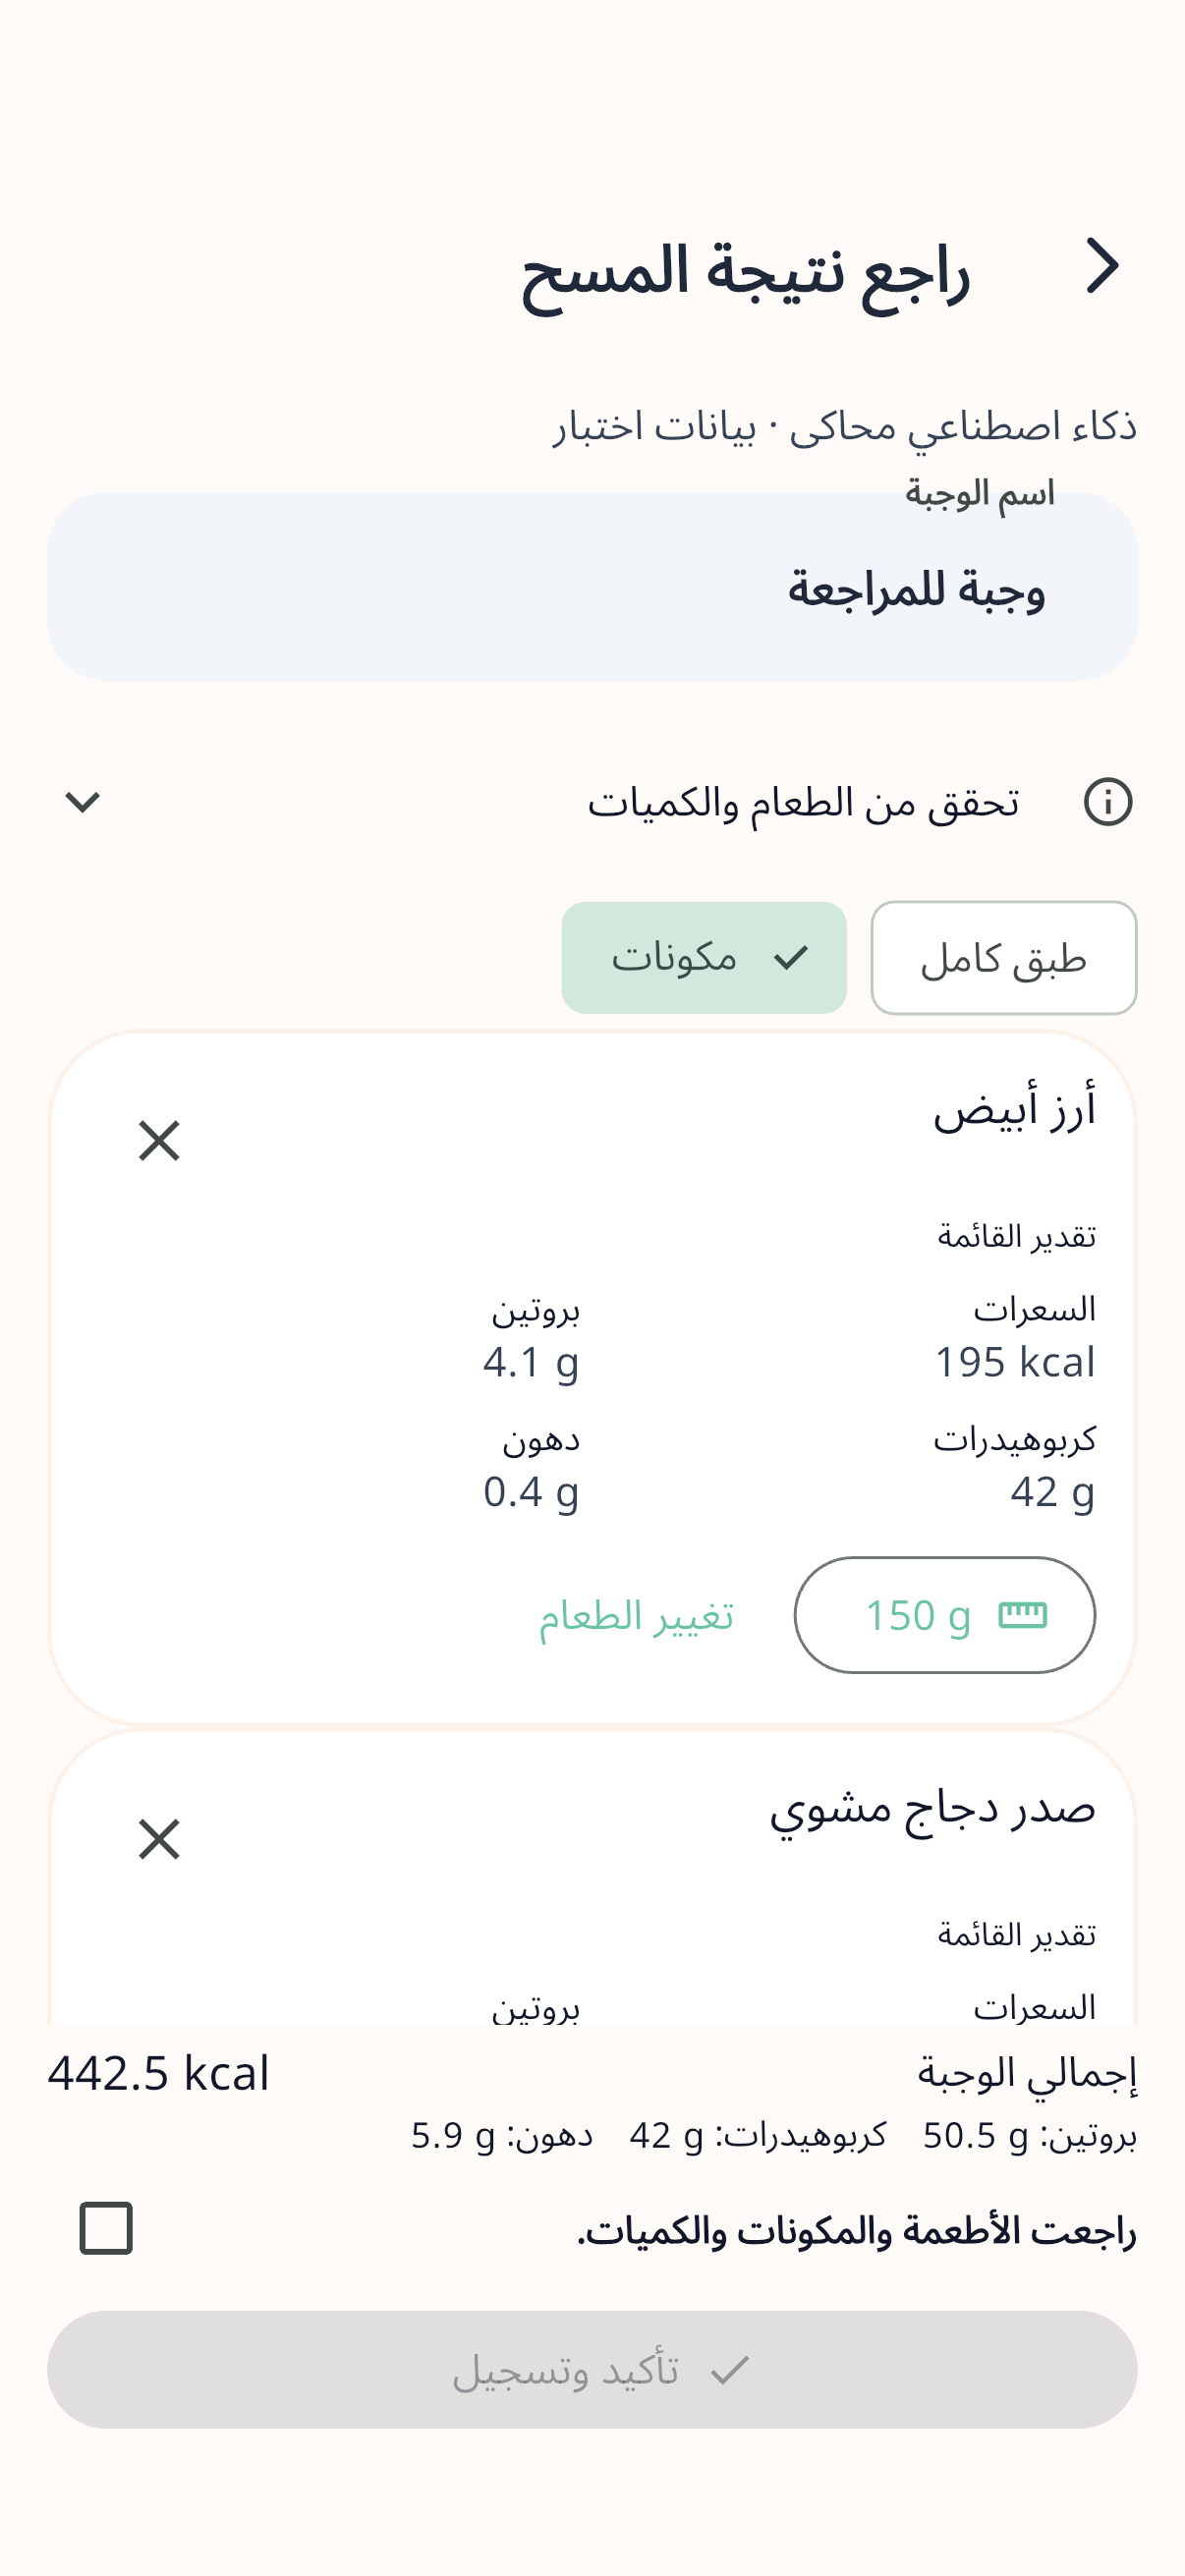 راجع نتيجة المسح
ذكاء اصطناعي محاكى · بيانات اختبار
اسم الوجبة
وجبة للمراجعة
تحقق من الطعام والكميات
طبق كامل مكونات
أرز أبيض
تقدير القائمة
السعرات بروتين
195 kcal 4.1 g
كربوهيدرات دهون
42 g 0.4 g
150 g تغيير الطعام
صدر دجاج مشوي
تقدير القائمة
السعرات بروتين
إجمالي الوجبة 442.5 kcal
بروتين: 50.5 g كربوهيدرات: 42 g دهون: 5.9 g
راجعت الأطعمة والمكونات والكميات.
تأكيد وتسجيل